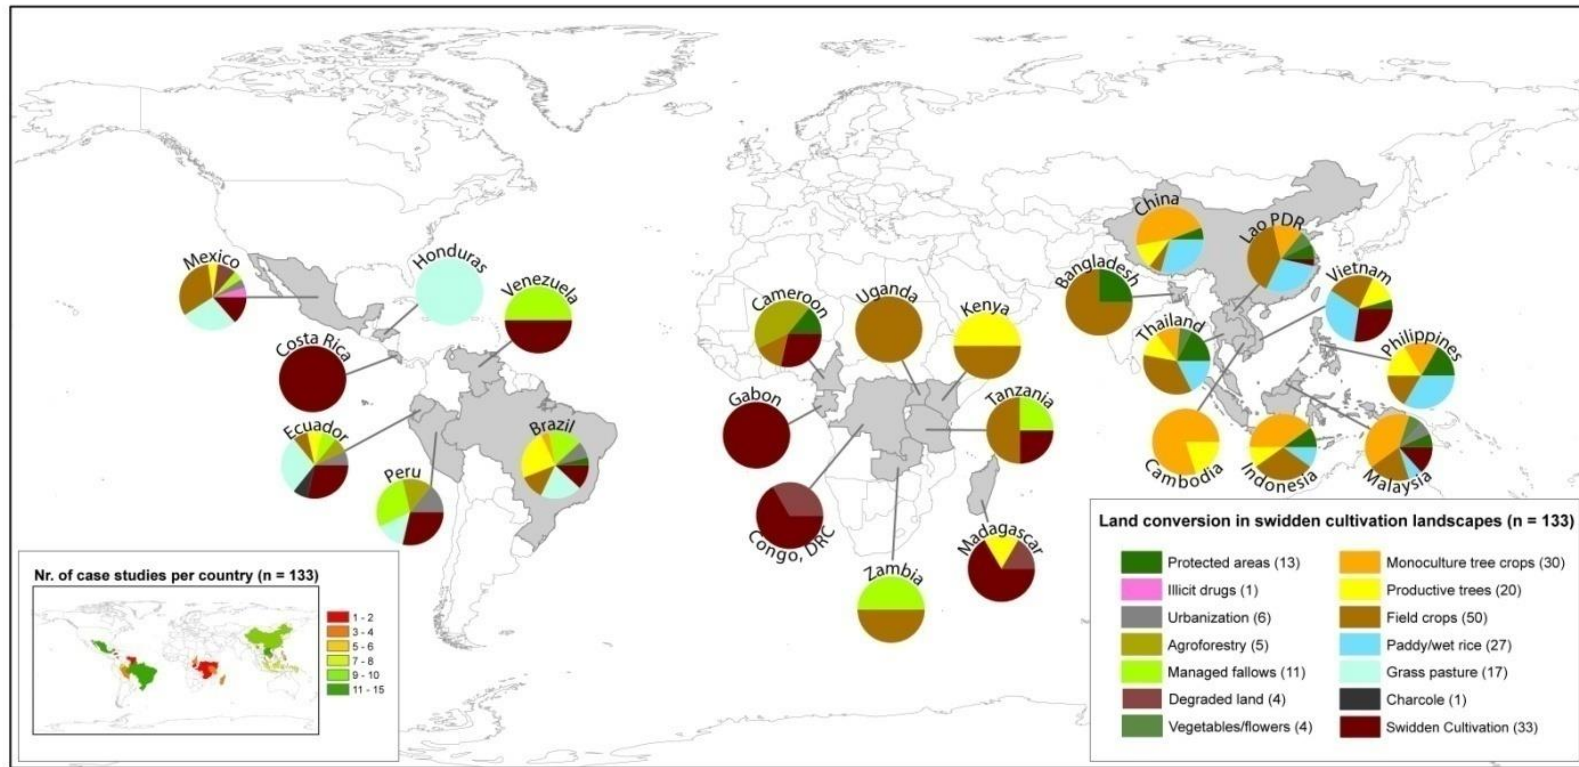 China
Lao PDR
Mexico
Honduras
Venezuela
Cameroon
Uganda
Kenya
Bangladesh
Vietnam
Thailand
Philippines
Costa Rica
Gabon
Tanzania
Ecuador
Brazil
Peru
Cambodia
Indonesia
Malaysia
Congo, DRC
Madagascar
Zambia
Land conversion in swidden cultivation landscapes (n = 133)
Protected areas (13)
Illicit drugs (1)
Urbanization (6)
Agroforestry (5)
Managed fallows (11)
Degraded land (4)
Vegetables/flowers (4)
Monoculture tree crops (30)
Productive trees (20)
Field crops (50)
Paddy/wet rice (27)
Grass pasture (17)
Charcole (1)
Swidden Cultivation (33)
Nr. of case studies per country (n = 133)
1 - 2
3 - 4
5 - 6
7 - 8
9 - 10
11 - 15